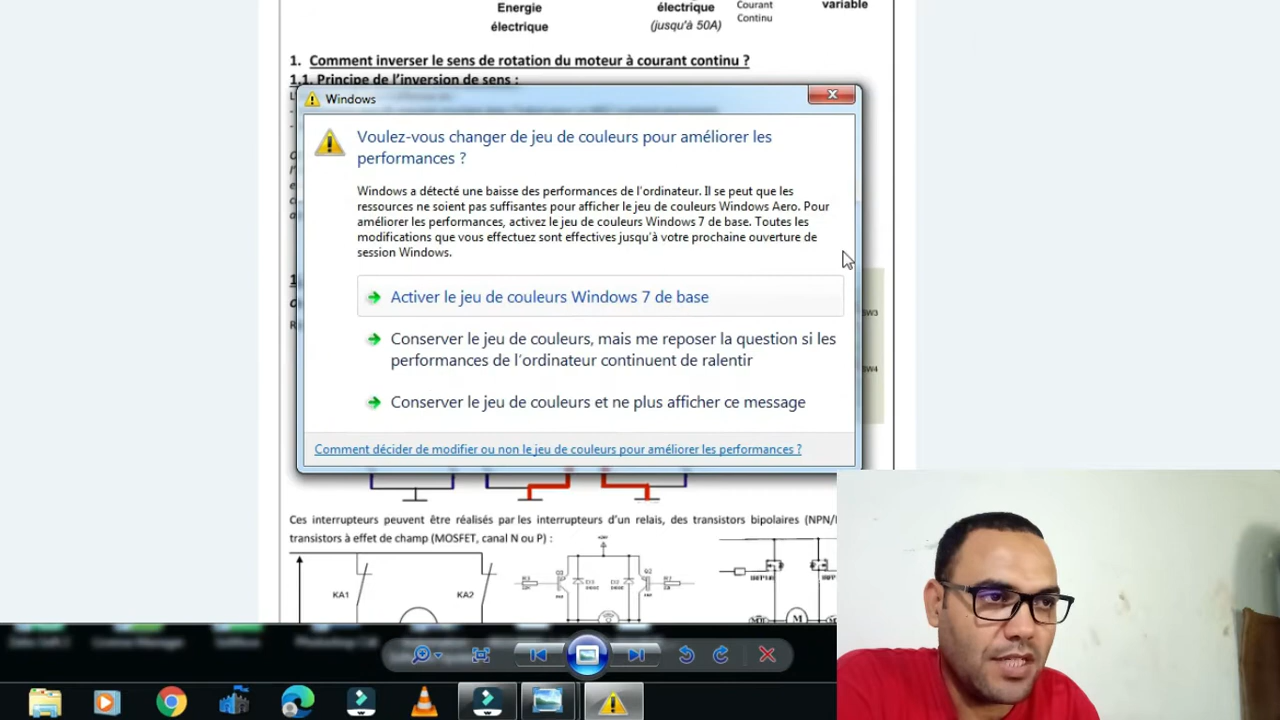 Energie
électrique
électrique
(jusqu'à 50A)
Courant
Continu
variable
1. Comment inverser le sens de rotation du moteur à courant continu ?
1.1. Principe de l'inversion de sens :
Windows
Voulez-vous changer de jeu de couleurs pour améliorer les
performances ?
Windows a détecté une baisse des performances de l'ordinateur. Il se peut que les
ressources ne soient pas suffisantes pour afficher le jeu de couleurs Windows Aero. Pour
améliorer les performances, activez le jeu de couleurs Windows 7 de base. Toutes les
modifications que vous effectuez sont effectives jusqu'à votre prochaine ouverture de
session Windows.
Activer le jeu de couleurs Windows 7 de base
Conserver le jeu de couleurs, mais me reposer la question si les
performances de l'ordinateur continuent de ralentir
Conserver le jeu de couleurs et ne plus afficher ce message
Comment décider de modifier ou non le jeu de couleurs pour améliorer les performances ?
SW3
SW4
Ces interrupteurs peuvent être réalisés par les interrupteurs d'un relais, des transistors bipolaires (NPN/
transistors à effet de champ (MOSFET, canal N ou P) :
KA1
KA2
D1
D2
M